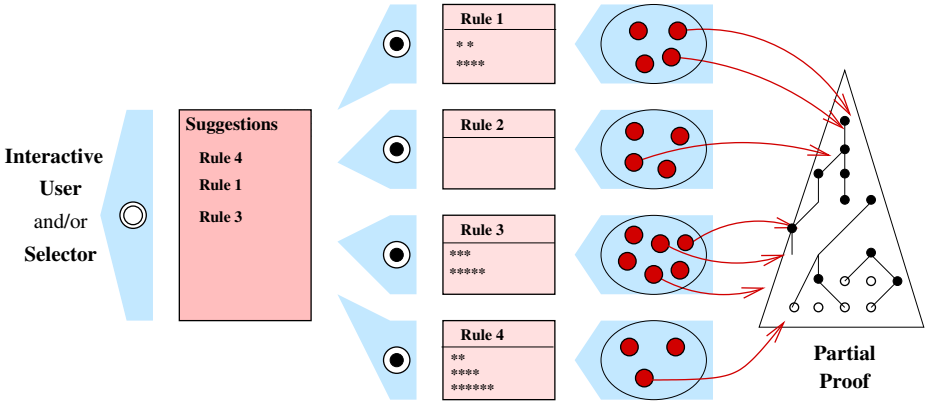 Interactive
User
and/or
Selector
Suggestions
Rule 4
Rule 1
Rule 3
Rule 1
* *
****
Rule 2
Rule 3
***
*****
Rule 4
**
****
******
Partial
Proof